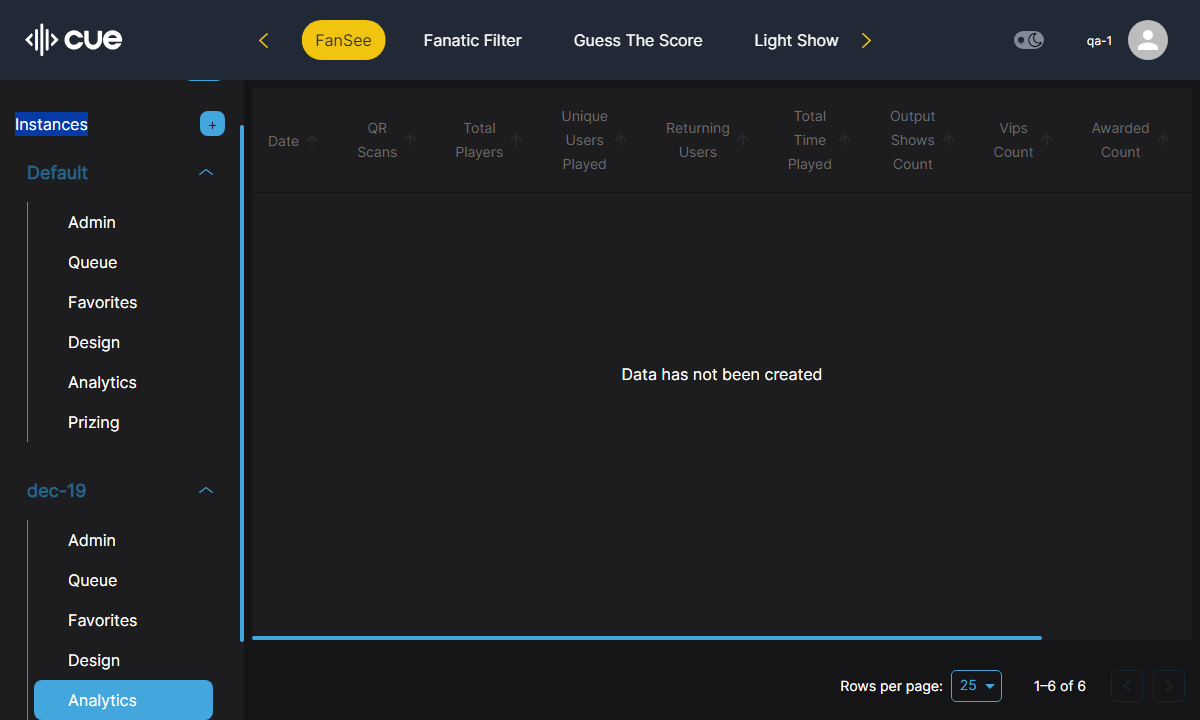 cue
FanSee
Fanatic Filter
Guess The Score
Light Show
qa-1
Instances
+
Default
Admin
Queue
Favorites
Design
Analytics
Prizing
dec-19
Admin
Queue
Favorites
Design
Analytics
Date
QR
Scans
Total
Players
Unique
Users
Played
Returning
Users
Total
Time
Played
Output
Shows
Count
Vips
Count
Awarded
Count
Data has not been created
Rows per page: 25
1–6 of 6